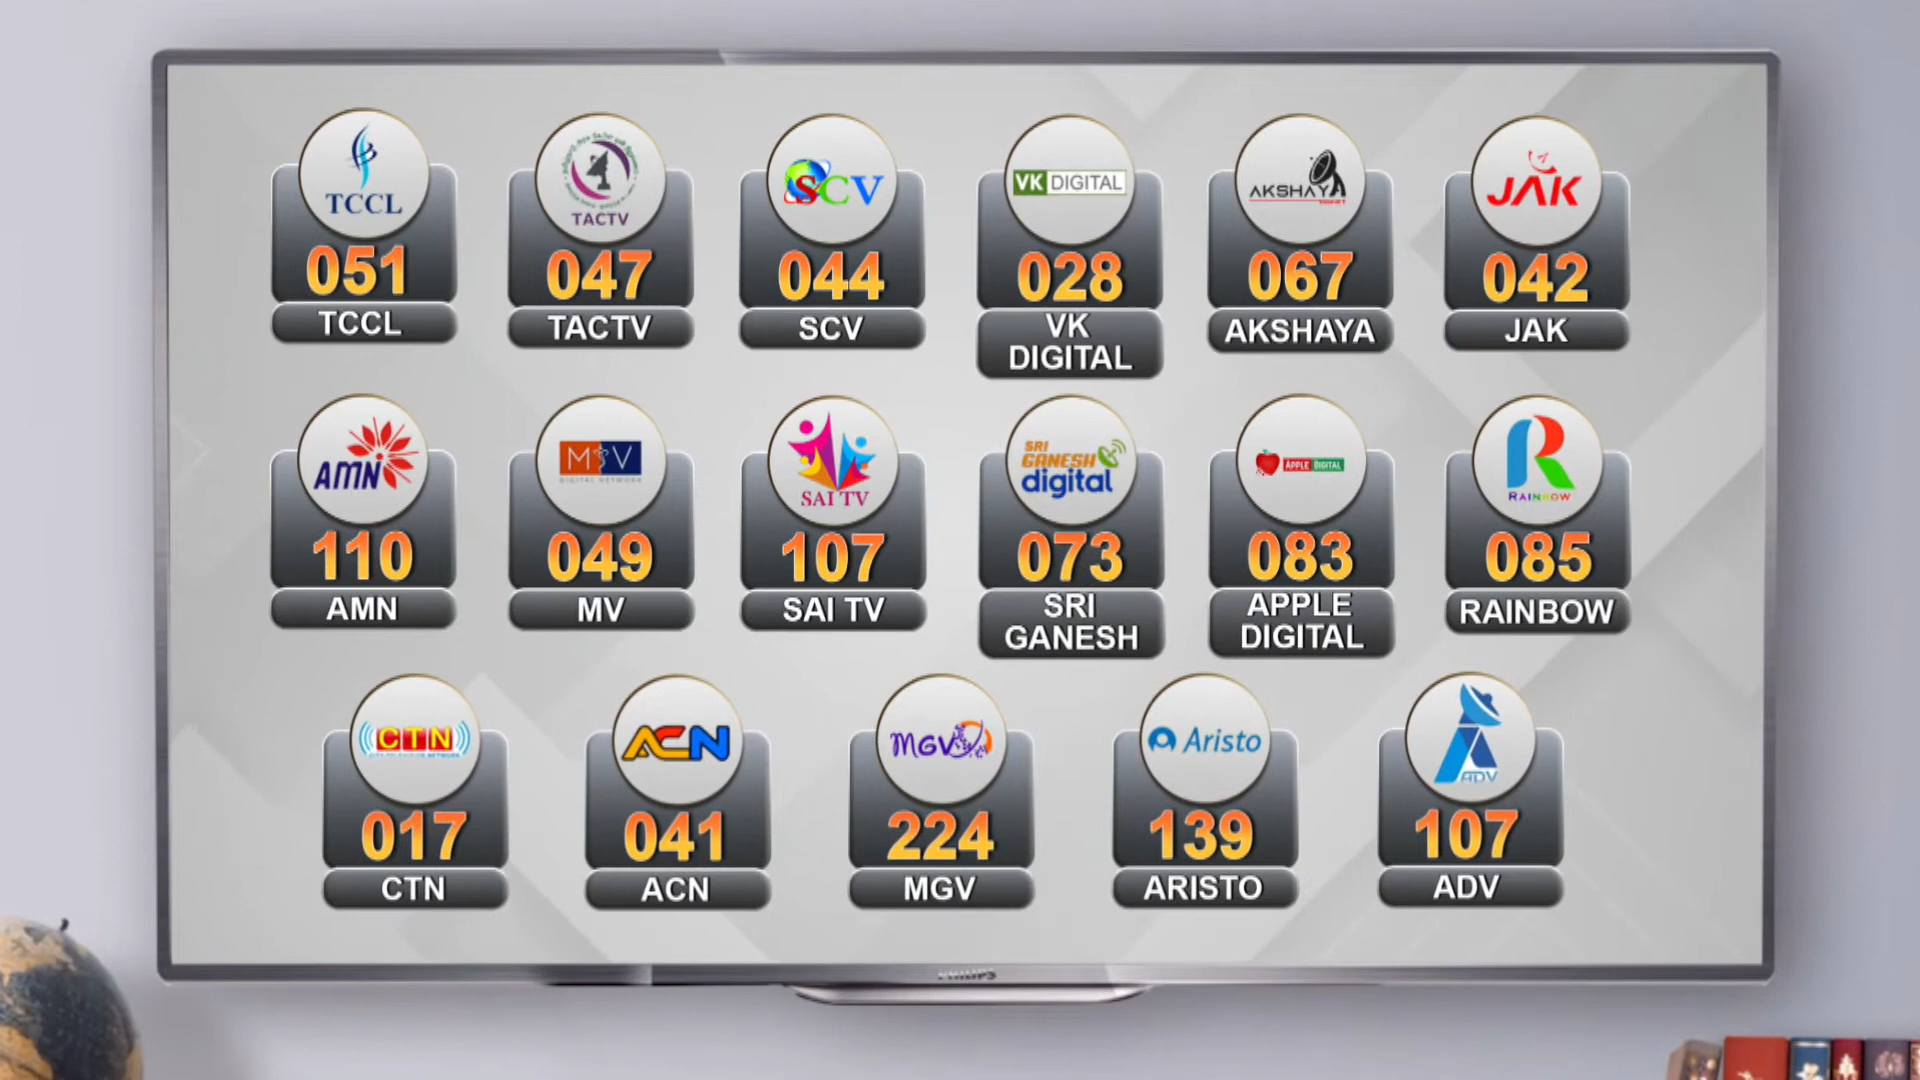 TCCL
TACTV
SCV
VK DIGITAL
AKSHAYA
JAK
051
047
044
028
067
042
TCCL
TACTV
SCV
VK
DIGITAL
AKSHAYA
JAK
AMN
MV
DIGITAL NETWORK
SAI TV
SRI
GANESH
digital
APPLE DIGITAL
RAINBOW
110
049
107
073
083
085
AMN
MV
SAI TV
SRI
GANESH
APPLE
DIGITAL
RAINBOW
CTN
ACN
MGV
Aristo
ADV
017
041
224
139
107
CTN
ACN
MGV
ARISTO
ADV
PHILIPS